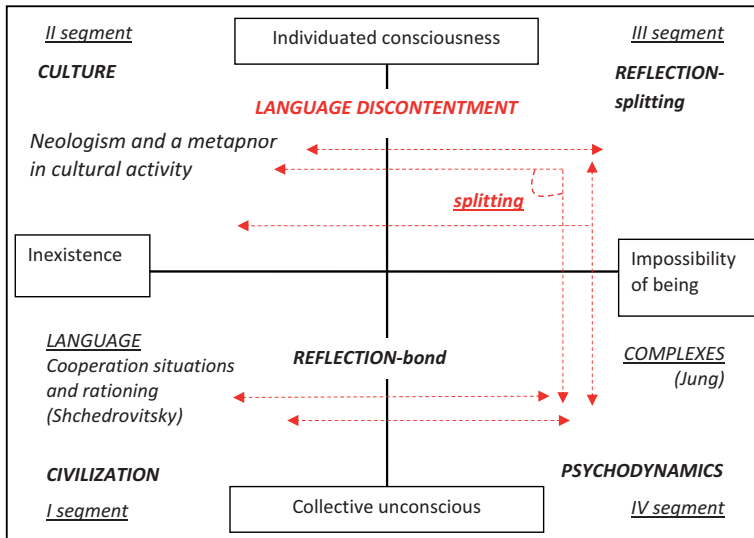 II segment
Individuated consciousness
III segment
CULTURE
REFLECTION-
splitting
LANGUAGE DISCONTENTMENT
Neologism and a metapnor
in cultural activity
splitting
Inexistence
Impossibility
of being
LANGUAGE
Cooperation situations
and rationing
(Shchedrovitsky)
REFLECTION-bond
COMPLEXES
(Jung)
CIVILIZATION
PSYCHODYNAMICS
I segment
Collective unconscious
IV segment